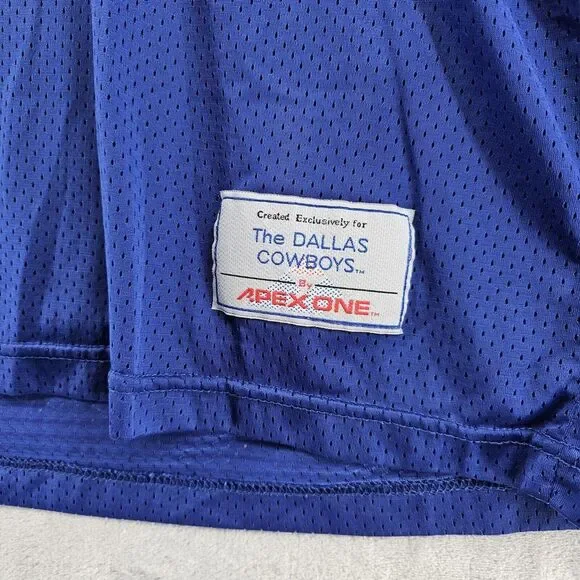 Created Exclusively for
The DALLAS
COWBOYS™
By
APEX ONE™